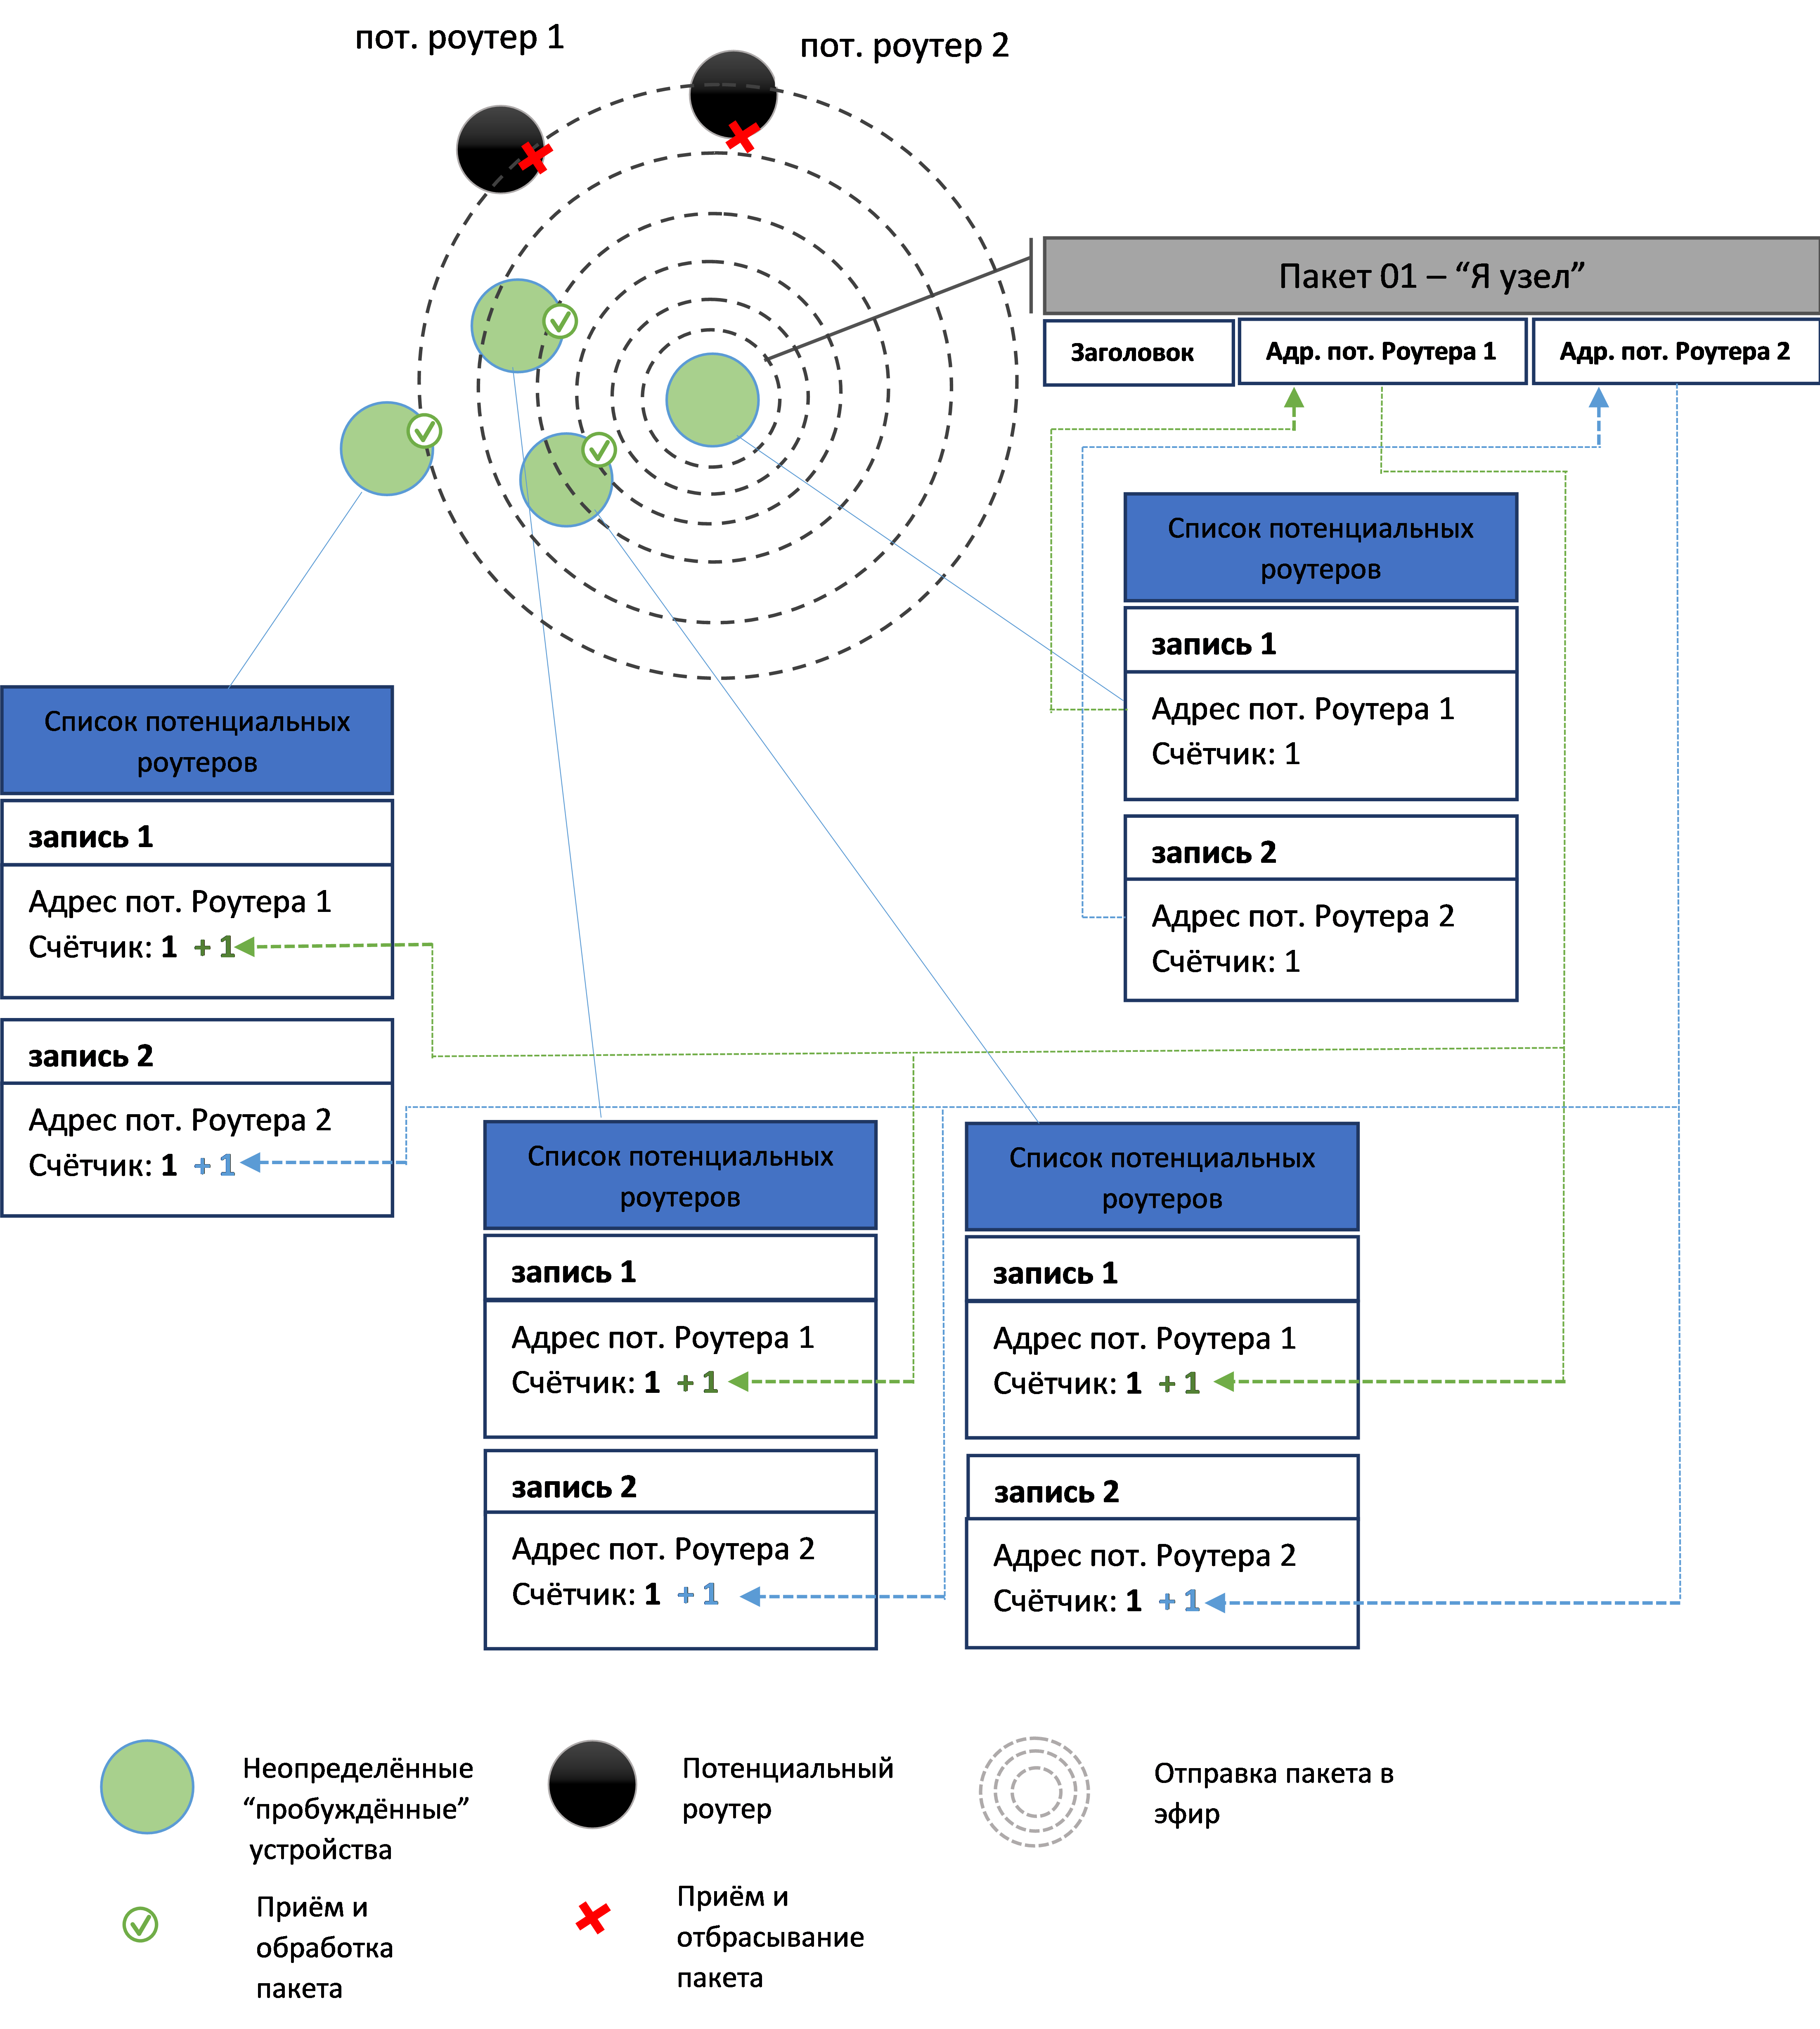 пот. роутер 1
пот. роутер 2
Пакет 01 – “Я узел”
Заголовок
Адр. пот. Роутера 1
Адр. пот. Роутера 2
Список потенциальных
роутеров
запись 1
Адрес пот. Роутера 1
Счётчик: 1
запись 2
Адрес пот. Роутера 2
Счётчик: 1
Список потенциальных
роутеров
запись 1
Адрес пот. Роутера 1
Счётчик: 1 + 1
запись 2
Адрес пот. Роутера 2
Счётчик: 1 + 1
Список потенциальных
роутеров
запись 1
Адрес пот. Роутера 1
Счётчик: 1 + 1
запись 2
Адрес пот. Роутера 2
Счётчик: 1 + 1
Список потенциальных
роутеров
запись 1
Адрес пот. Роутера 1
Счётчик: 1 + 1
запись 2
Адрес пот. Роутера 2
Счётчик: 1 + 1
Неопределённые
“пробуждённые”
устройства
Потенциальный
роутер
Отправка пакета в
эфир
Приём и
обработка
пакета
Приём и
отбрасывание
пакета